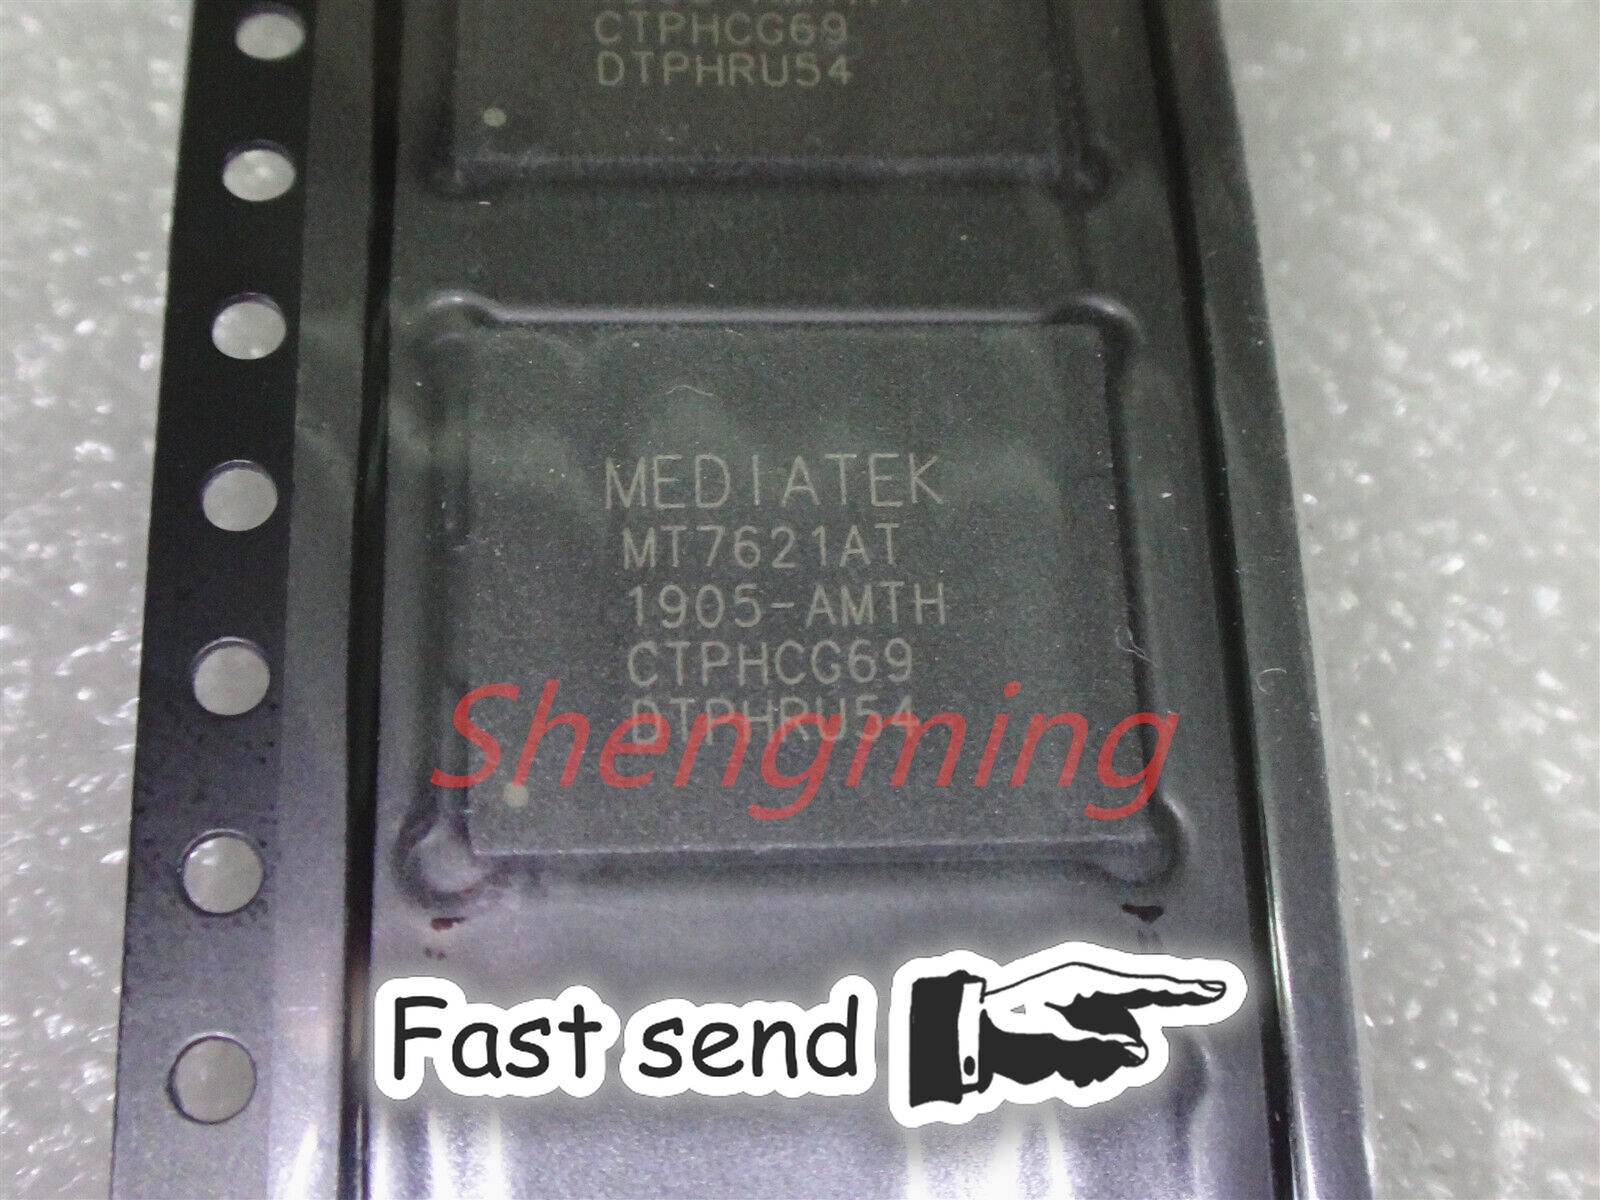 CTPHCG69
DTPHRU54
MEDIATEK
MT7621AT
1905-AMTH
CTPHCG69
DTPHRU54
Shengming
Fast send